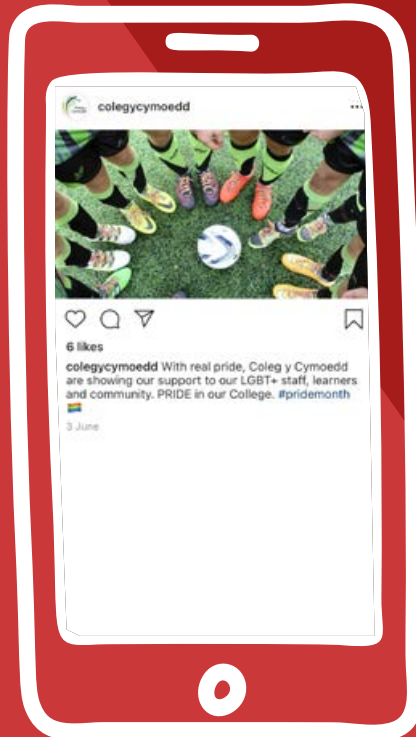 colegycymoedd
6 likes
colegycymoedd With real pride, Coleg y Cymoedd
are showing our support to our LGBT+ staff, learners
and community. PRIDE in our College. #pridemonth
🏳️‍🌈
3 June